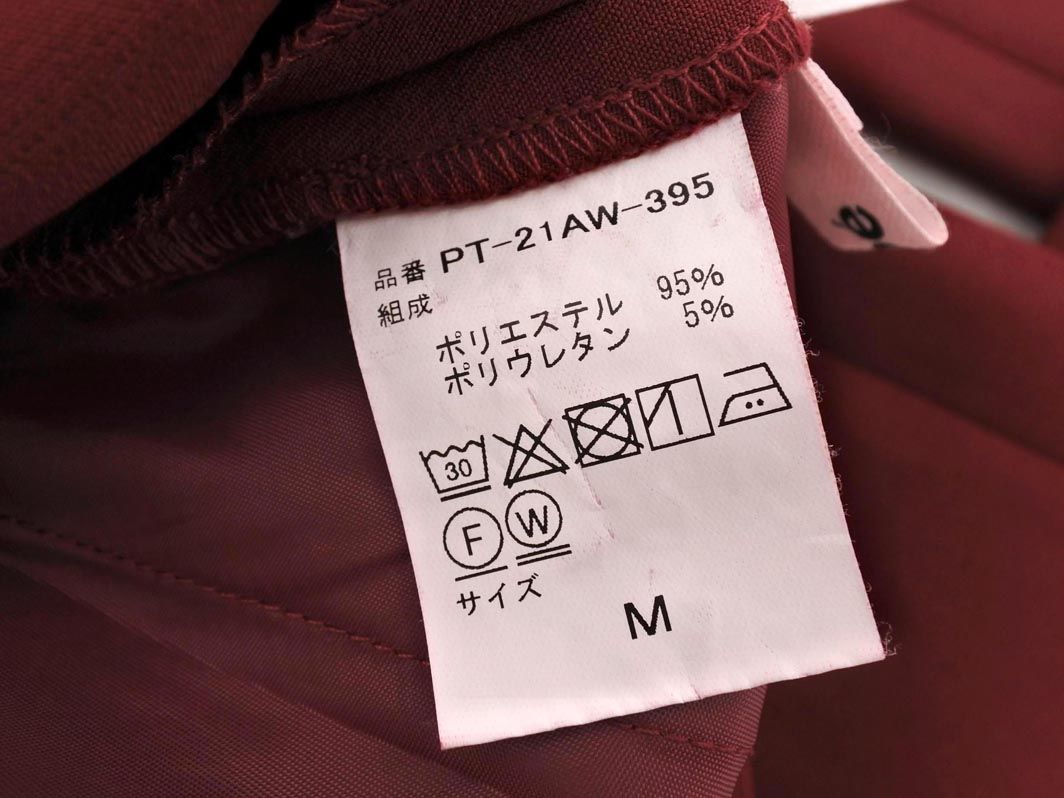 品番 PT-21AW-395
組成
ポリエステル 95%
ポリウレタン 5%
30
F W
サイズ
M
e